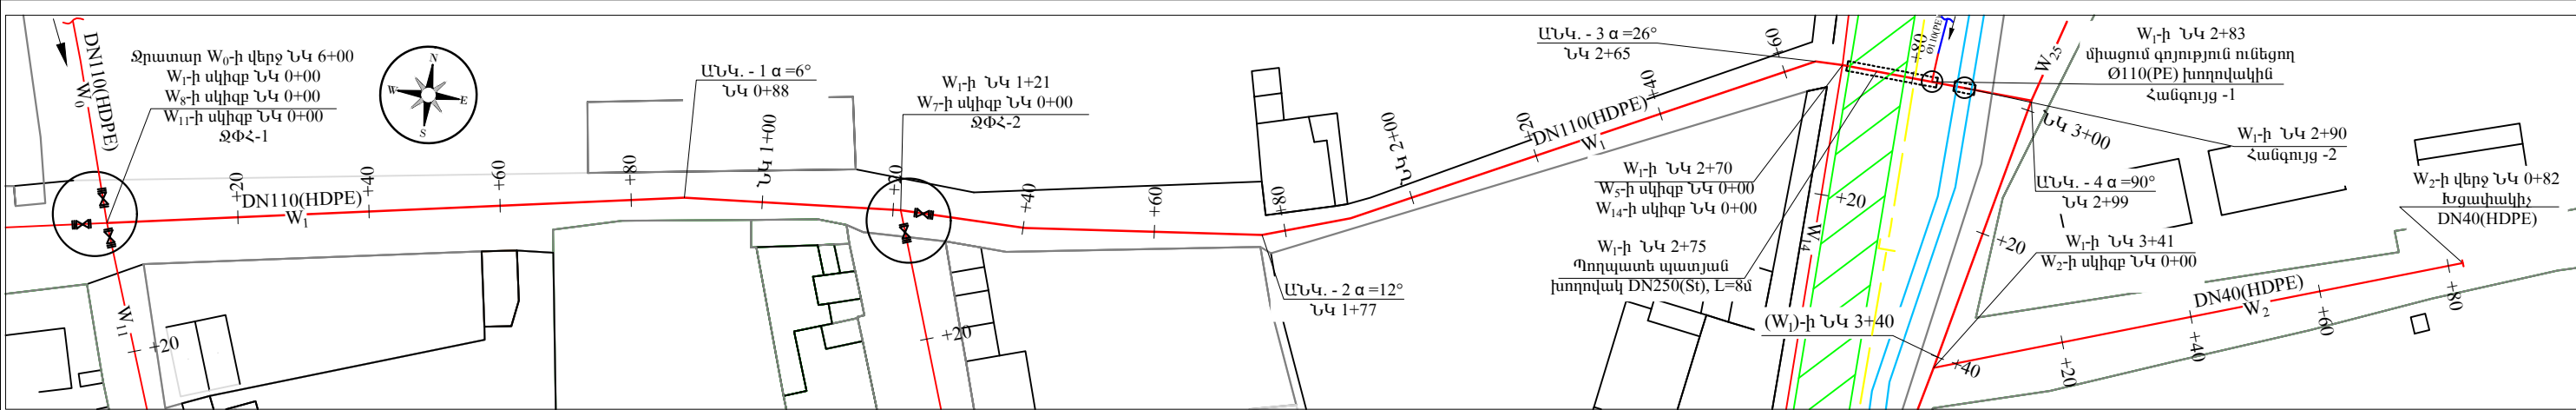 DN110(HDPE)
W0
Ջրատար W0-ի վերջ ՆԿ 6+00
W1-ի սկիզբ ՆԿ 0+00
W8-ի սկիզբ ՆԿ 0+00
W11-ի սկիզբ ՆԿ 0+00
ՋՓՀ-1
N
W
E
S
ԱՆԿ. - 1 α =6°
ՆԿ 0+88
W1-ի ՆԿ 1+21
W7-ի սկիզբ ՆԿ 0+00
ՋՓՀ-2
+20
DN110(HDPE)
W1
+40
+60
+80
ՆԿ 1+00
+20
+40
+60
+80
ՆԿ 2+00
+20
DN110(HDPE)
W1
+40
+60
W11
+20
+20
ԱՆԿ. - 2 α =12°
ՆԿ 1+77
ԱՆԿ. - 3 α =26°
ՆԿ 2+65
+80
Ø110(PE)
W25
W1-ի ՆԿ 2+83
միացում գոյություն ունեցող
Ø110(PE) խողովակին
Հանգույց -1
W1-ի ՆԿ 2+90
Հանգույց -2
ՆԿ 3+00
W1-ի ՆԿ 2+70
W5-ի սկիզբ ՆԿ 0+00
W14-ի սկիզբ ՆԿ 0+00
+20
W14
W1-ի ՆԿ 2+75
Պողպատե պատյան
խողովակ DN250(St), L=8մ
ԱՆԿ. - 4 α =90°
ՆԿ 2+99
+20
W1-ի ՆԿ 3+41
W2-ի սկիզբ ՆԿ 0+00
(W1)-ի ՆԿ 3+40
+40
W2-ի վերջ ՆԿ 0+82
Խցափակիչ
DN40(HDPE)
DN40(HDPE)
W2
+20
+40
+60
+80